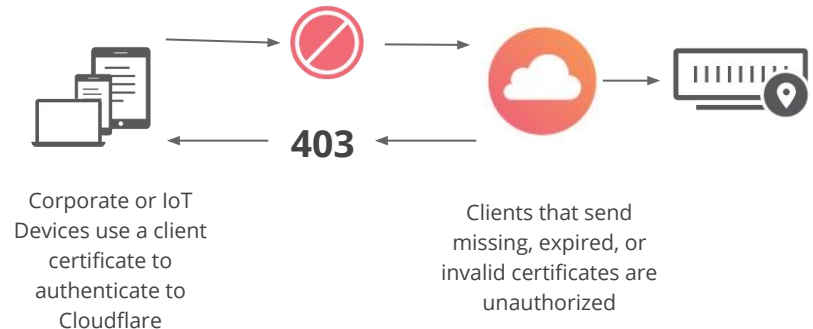 403
Corporate or IoT
Devices use a client
certificate to
authenticate to
Cloudflare
Clients that send
missing, expired, or
invalid certificates are
unauthorized